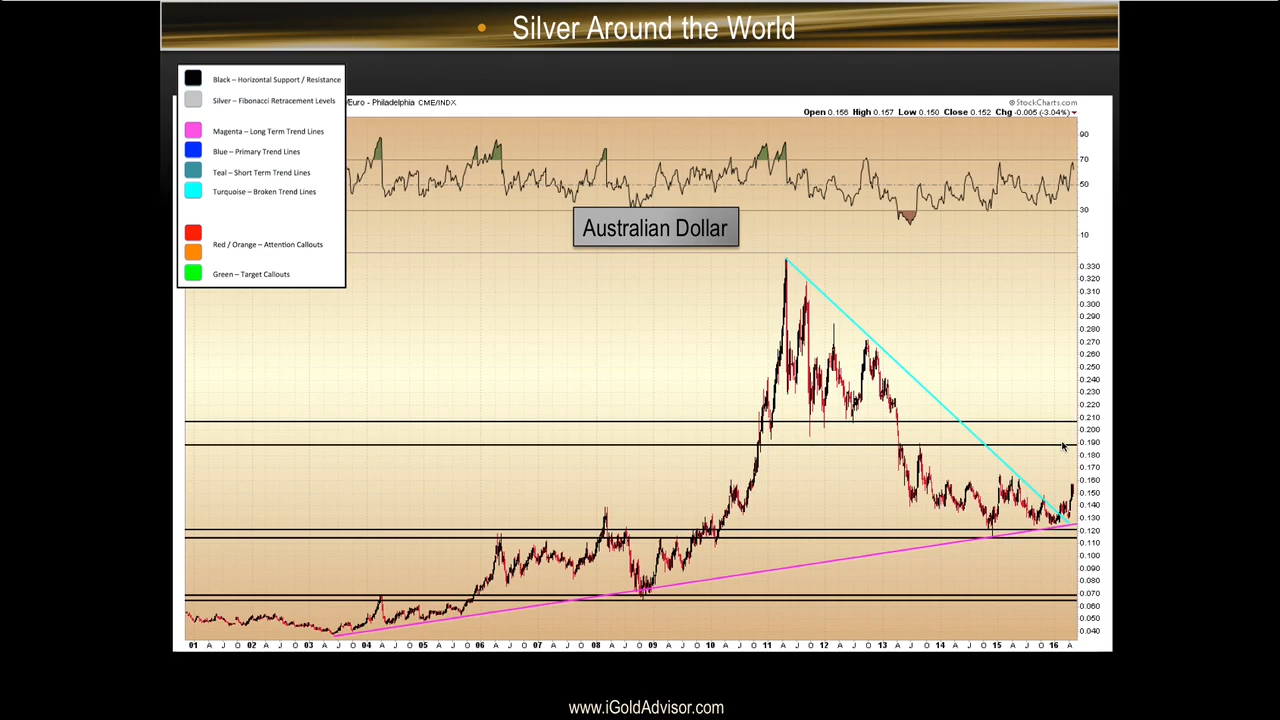 • Silver Around the World
Black – Horizontal Support / Resistance
Silver – Fibonacci Retracement Levels
Magenta – Long Term Trend Lines
Blue – Primary Trend Lines
Teal – Short Term Trend Lines
Turquoise – Broken Trend Lines
Red / Orange – Attention Callouts
Green – Target Callouts
/Euro - Philadelphia CME/INDX
© StockCharts.com
Open 0.156 High 0.157 Low 0.150 Close 0.152 Chg -0.005 (-3.04%)
90
70
50
30
10
Australian Dollar
0.330
0.320
0.310
0.300
0.290
0.280
0.270
0.260
0.250
0.240
0.230
0.220
0.210
0.200
0.190
0.180
0.170
0.160
0.150
0.140
0.130
0.120
0.110
0.100
0.090
0.080
0.070
0.060
0.050
0.040
01 A J O 02 A J O 03 A J O 04 A J O 05 A J O 06 A J O 07 A J O 08 A J O 09 A J O 10 A J O 11 A J O 12 A J O 13 A J O 14 A J O 15 A J O 16 A
www.iGoldAdvisor.com